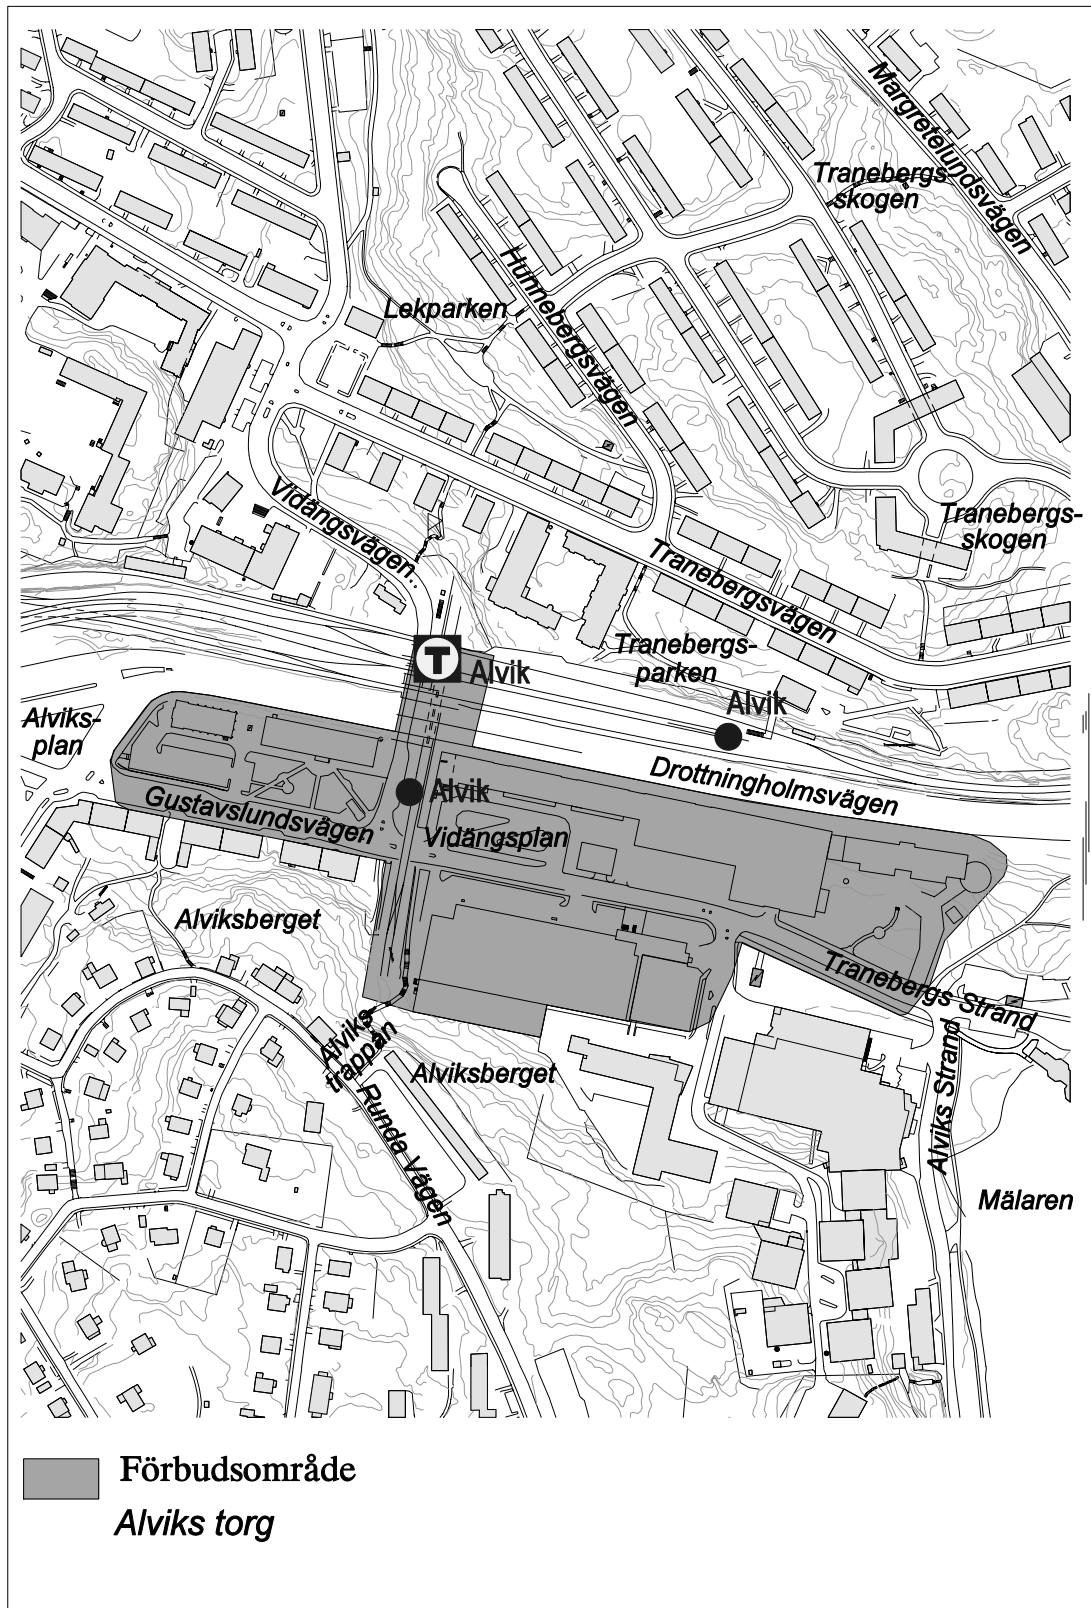 Margretelundsvägen
Tranebergs-
skogen
Hunnebergsvägen
Lekparken
Vidängsvägen
Tranebergs-
skogen
Tranebergsvägen
T
Alvik
Tranebergs-
parken
Alvik
Alviks-
plan
Drottningholmsvägen
Alvik
Gustavslundsvägen
Vidängsplan
Alviksberget
Tranebergs Strand
Alviks-
trappan
Alviksberget
Alviks Strand
Runda Vägen
Mälaren
Förbudsområde
Alviks torg